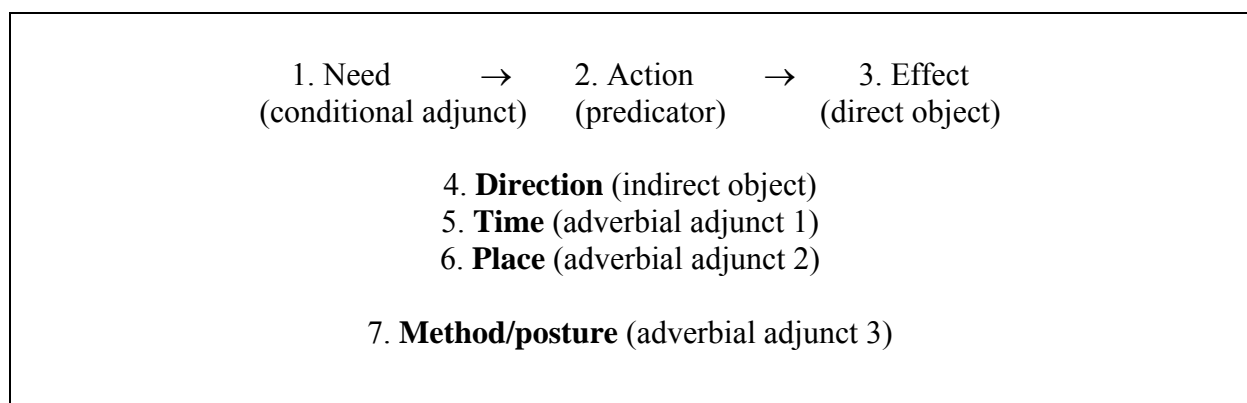 1. Need → 2. Action → 3. Effect
(conditional adjunct) (predicator) (direct object)
4. Direction (indirect object)
5. Time (adverbial adjunct 1)
6. Place (adverbial adjunct 2)
7. Method/posture (adverbial adjunct 3)